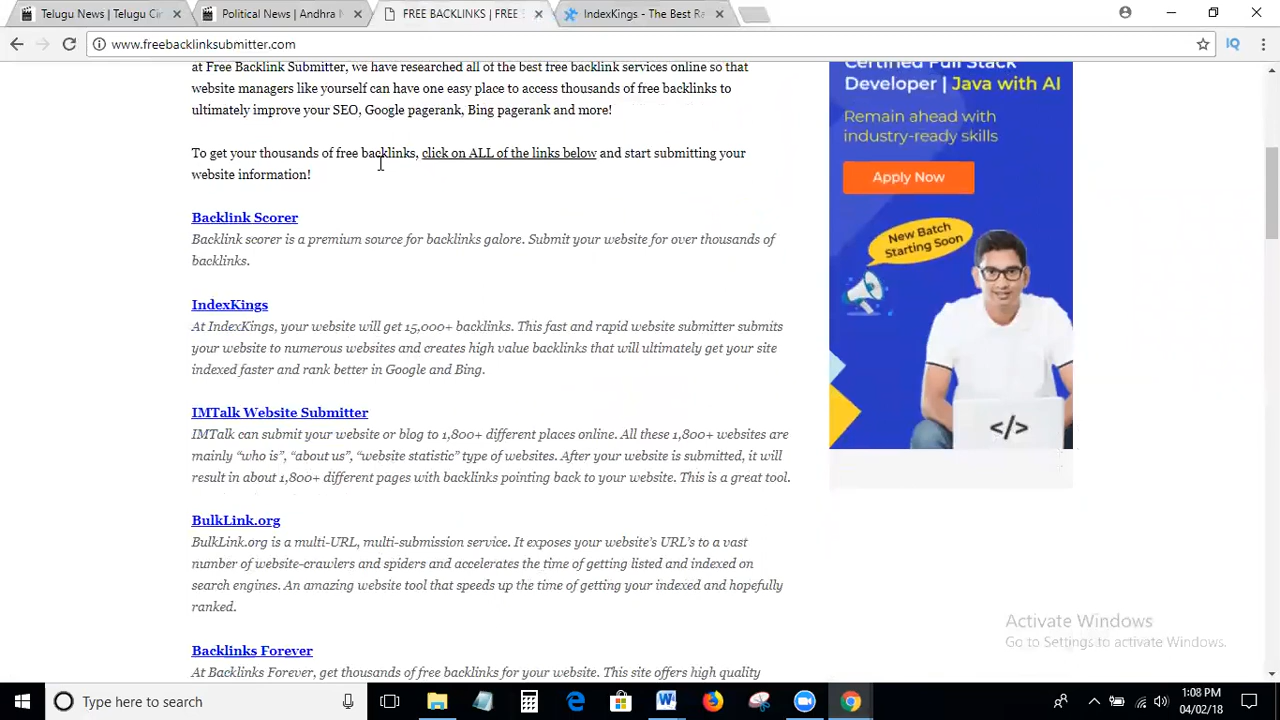 Telugu News | Telugu Cin
Political News | Andhra
FREE BACKLINKS | FREE
IndexKings - The Best Ra
www.freebacklinksubmitter.com
at Free Backlink Submitter, we have researched all of the best free backlink services online so that
website managers like yourself can have one easy place to access thousands of free backlinks to
ultimately improve your SEO, Google pagerank, Bing pagerank and more!
To get your thousands of free backlinks, click on ALL of the links below and start submitting your
website information!
Backlink Scorer
Backlink scorer is a premium source for backlinks galore. Submit your website for over thousands of
backlinks.
IndexKings
At IndexKings, your website will get 15,000+ backlinks. This fast and rapid website submitter submits
your website to numerous websites and creates high value backlinks that will ultimately get your site
indexed faster and rank better in Google and Bing.
IMTalk Website Submitter
IMTalk can submit your website or blog to 1,800+ different places online. All these 1,800+ websites are
mainly “who is”, “about us”, “website statistic” type of websites. After your website is submitted, it will
result in about 1,800+ different pages with backlinks pointing back to your website. This is a great tool.
BulkLink.org
BulkLink.org is a multi-URL, multi-submission service. It exposes your website’s URL’s to a vast
number of website-crawlers and spiders and accelerates the time of getting listed and indexed on
search engines. An amazing website tool that speeds up the time of getting your indexed and hopefully
ranked.
Backlinks Forever
At Backlinks Forever, get thousands of free backlinks for your website. This site offers high quality
Certified Full Stack
Developer | Java with AI
Remain ahead with
industry-ready skills
Apply Now
New Batch
Starting Soon
</>
Activate Windows
Go to Settings to activate Windows.
Type here to search
1:08 PM
04/02/18